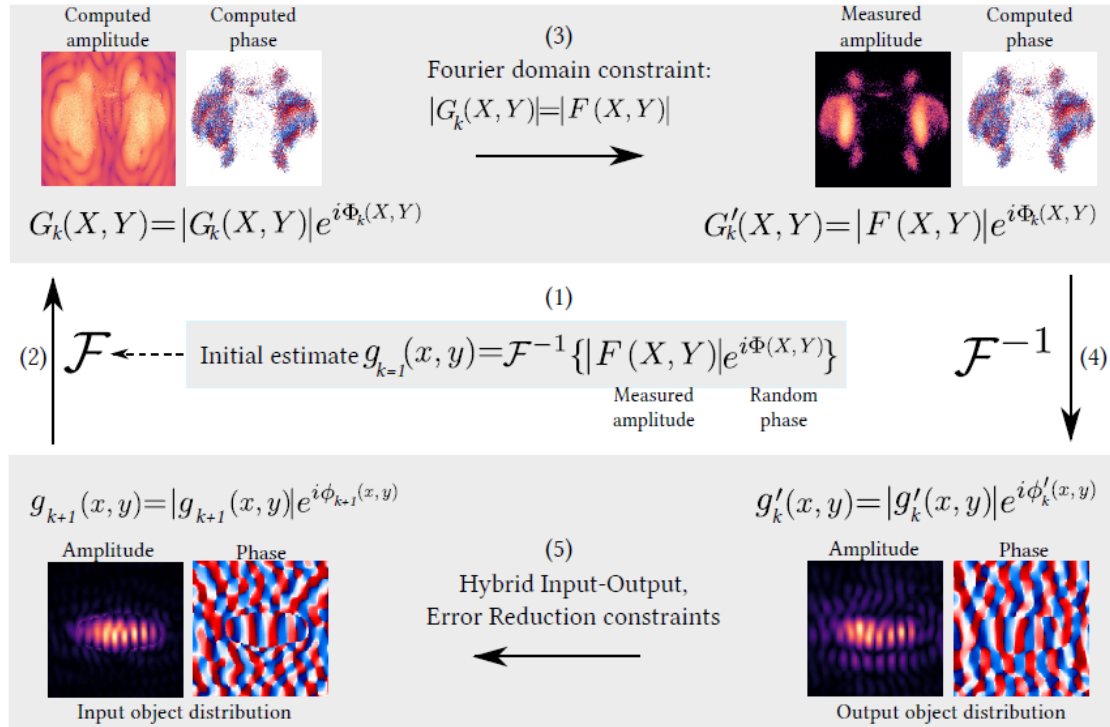 Computed amplitude
Computed phase
(3)
Fourier domain constraint:
|G_k(X,Y)|=|F(X,Y)|
Measured amplitude
Computed phase
G_k(X,Y)=|G_k(X,Y)|e^{iΦ_k(X,Y)}
G'_k(X,Y)=|F(X,Y)|e^{iΦ_k(X,Y)}
(1)
(2)
ℱ
Initial estimate g_{k=1}(x,y)=ℱ^{-1}{|F(X,Y)|e^{iΦ(X,Y)}}
Measured amplitude
Random phase
ℱ^{-1}
(4)
g_{k+1}(x,y)=|g_{k+1}(x,y)|e^{iϕ_{k+1}(x,y)}
g'_k(x,y)=|g'_k(x,y)|e^{iϕ'_k(x,y)}
Amplitude
Phase
(5)
Hybrid Input-Output,
Error Reduction constraints
Amplitude
Phase
Input object distribution
Output object distribution